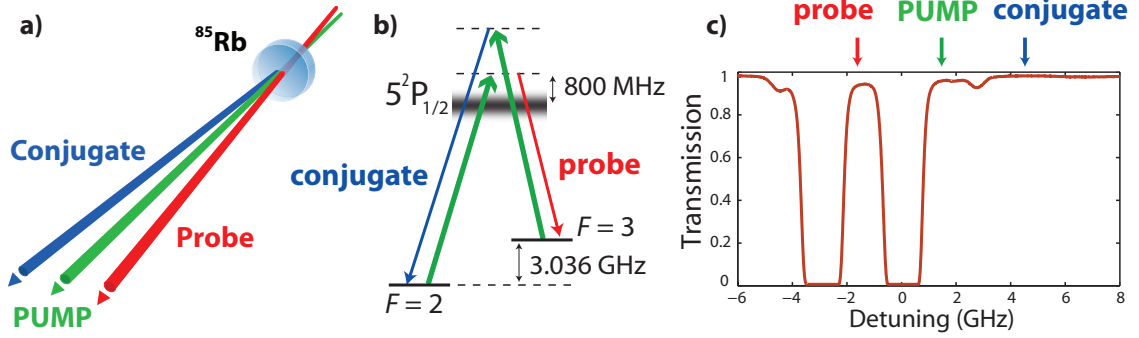 a)
⁸⁵Rb
Conjugate
Probe
PUMP
b)
5²P₁/₂
800 MHz
conjugate
probe
F = 3
3.036 GHz
F = 2
c)
probe PUMP conjugate
Transmission
1
0.8
0.6
0.4
0.2
0
−6 −4 −2 0 2 4 6 8
Detuning (GHz)